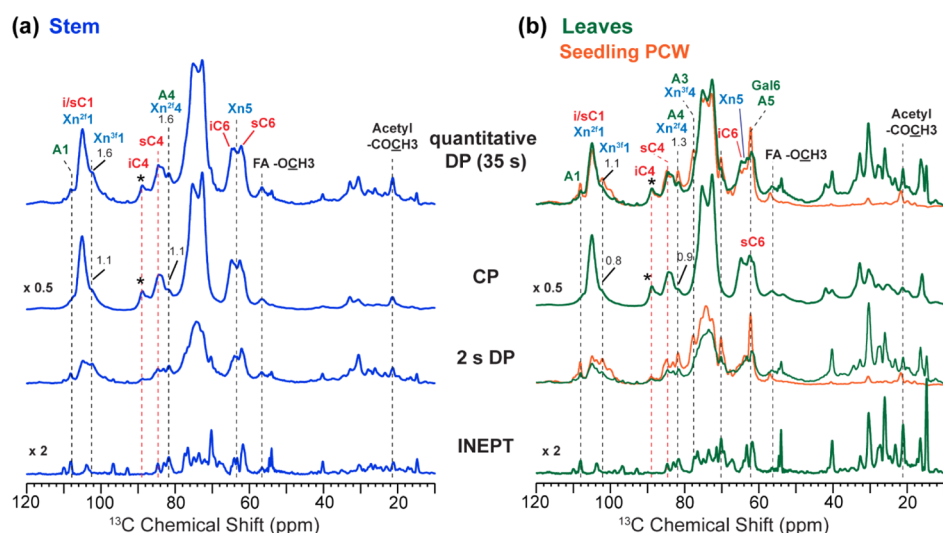 (a) Stem
A1
i/sC1
Xn²ᶠ1
Xn³ᶠ1
1.6
iC4
*
sC4
A4
Xn²ᶠ4
1.6
iC6
Xn5
sC6
FA -OCH3
Acetyl
-COCH3
x 0.5
1.1
*
1.1
x 2
120 100 80 60 40 20
¹³C Chemical Shift (ppm)
quantitative
DP (35 s)
CP
2 s DP
INEPT
(b) Leaves
Seedling PCW
A1
i/sC1
Xn²ᶠ1
Xn³ᶠ1
1.1
iC4
*
sC4
A3
Xn³ᶠ4
A4
Xn²ᶠ4
1.3
Xn5
iC6
Gal6
A5
FA -OCH3
Acetyl
-COCH3
x 0.5
0.8
*
0.9
sC6
x 2
120 100 80 60 40 20
¹³C Chemical Shift (ppm)